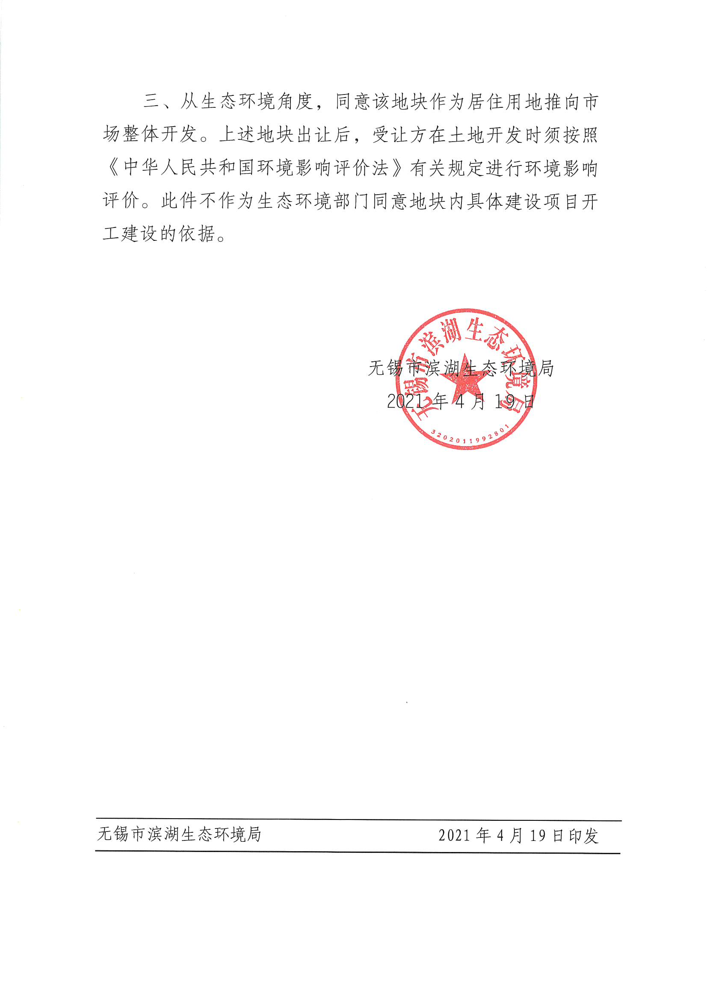 三、从生态环境角度，同意该地块作为居住用地推向市
场整体开发。上述地块出让后，受让方在土地开发时须按照
《中华人民共和国环境影响评价法》有关规定进行环境影响
评价。此件不作为生态环境部门同意地块内具体建设项目开
工建设的依据。
无锡市滨湖生态环境局
无锡市滨湖生态环境局
2021 年 4 月 19 日
3202011992801
无锡市滨湖生态环境局 2021 年 4 月 19 日印发